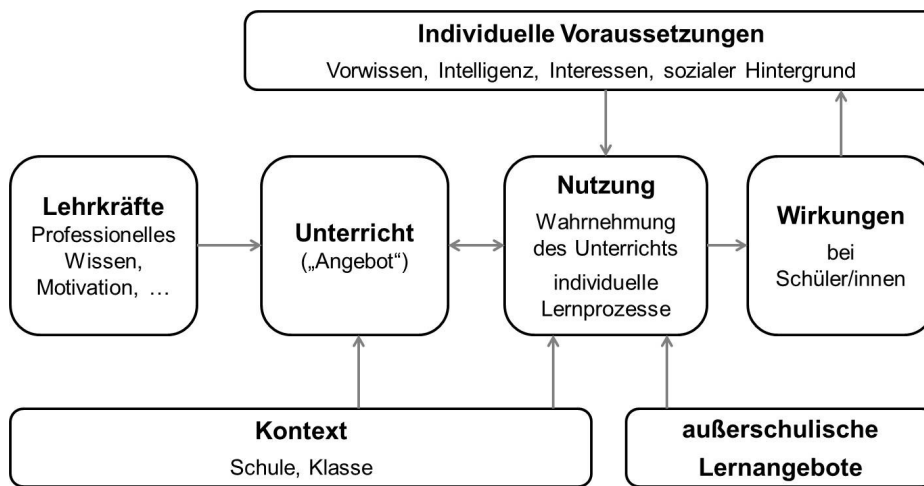 Individuelle Voraussetzungen
Vorwissen, Intelligenz, Interessen, sozialer Hintergrund
Lehrkräfte
Professionelles
Wissen,
Motivation, …
Unterricht
(„Angebot“)
Nutzung
Wahrnehmung
des Unterrichts
individuelle
Lernprozesse
Wirkungen
bei
Schüler/innen
Kontext
Schule, Klasse
außerschulische
Lernangebote